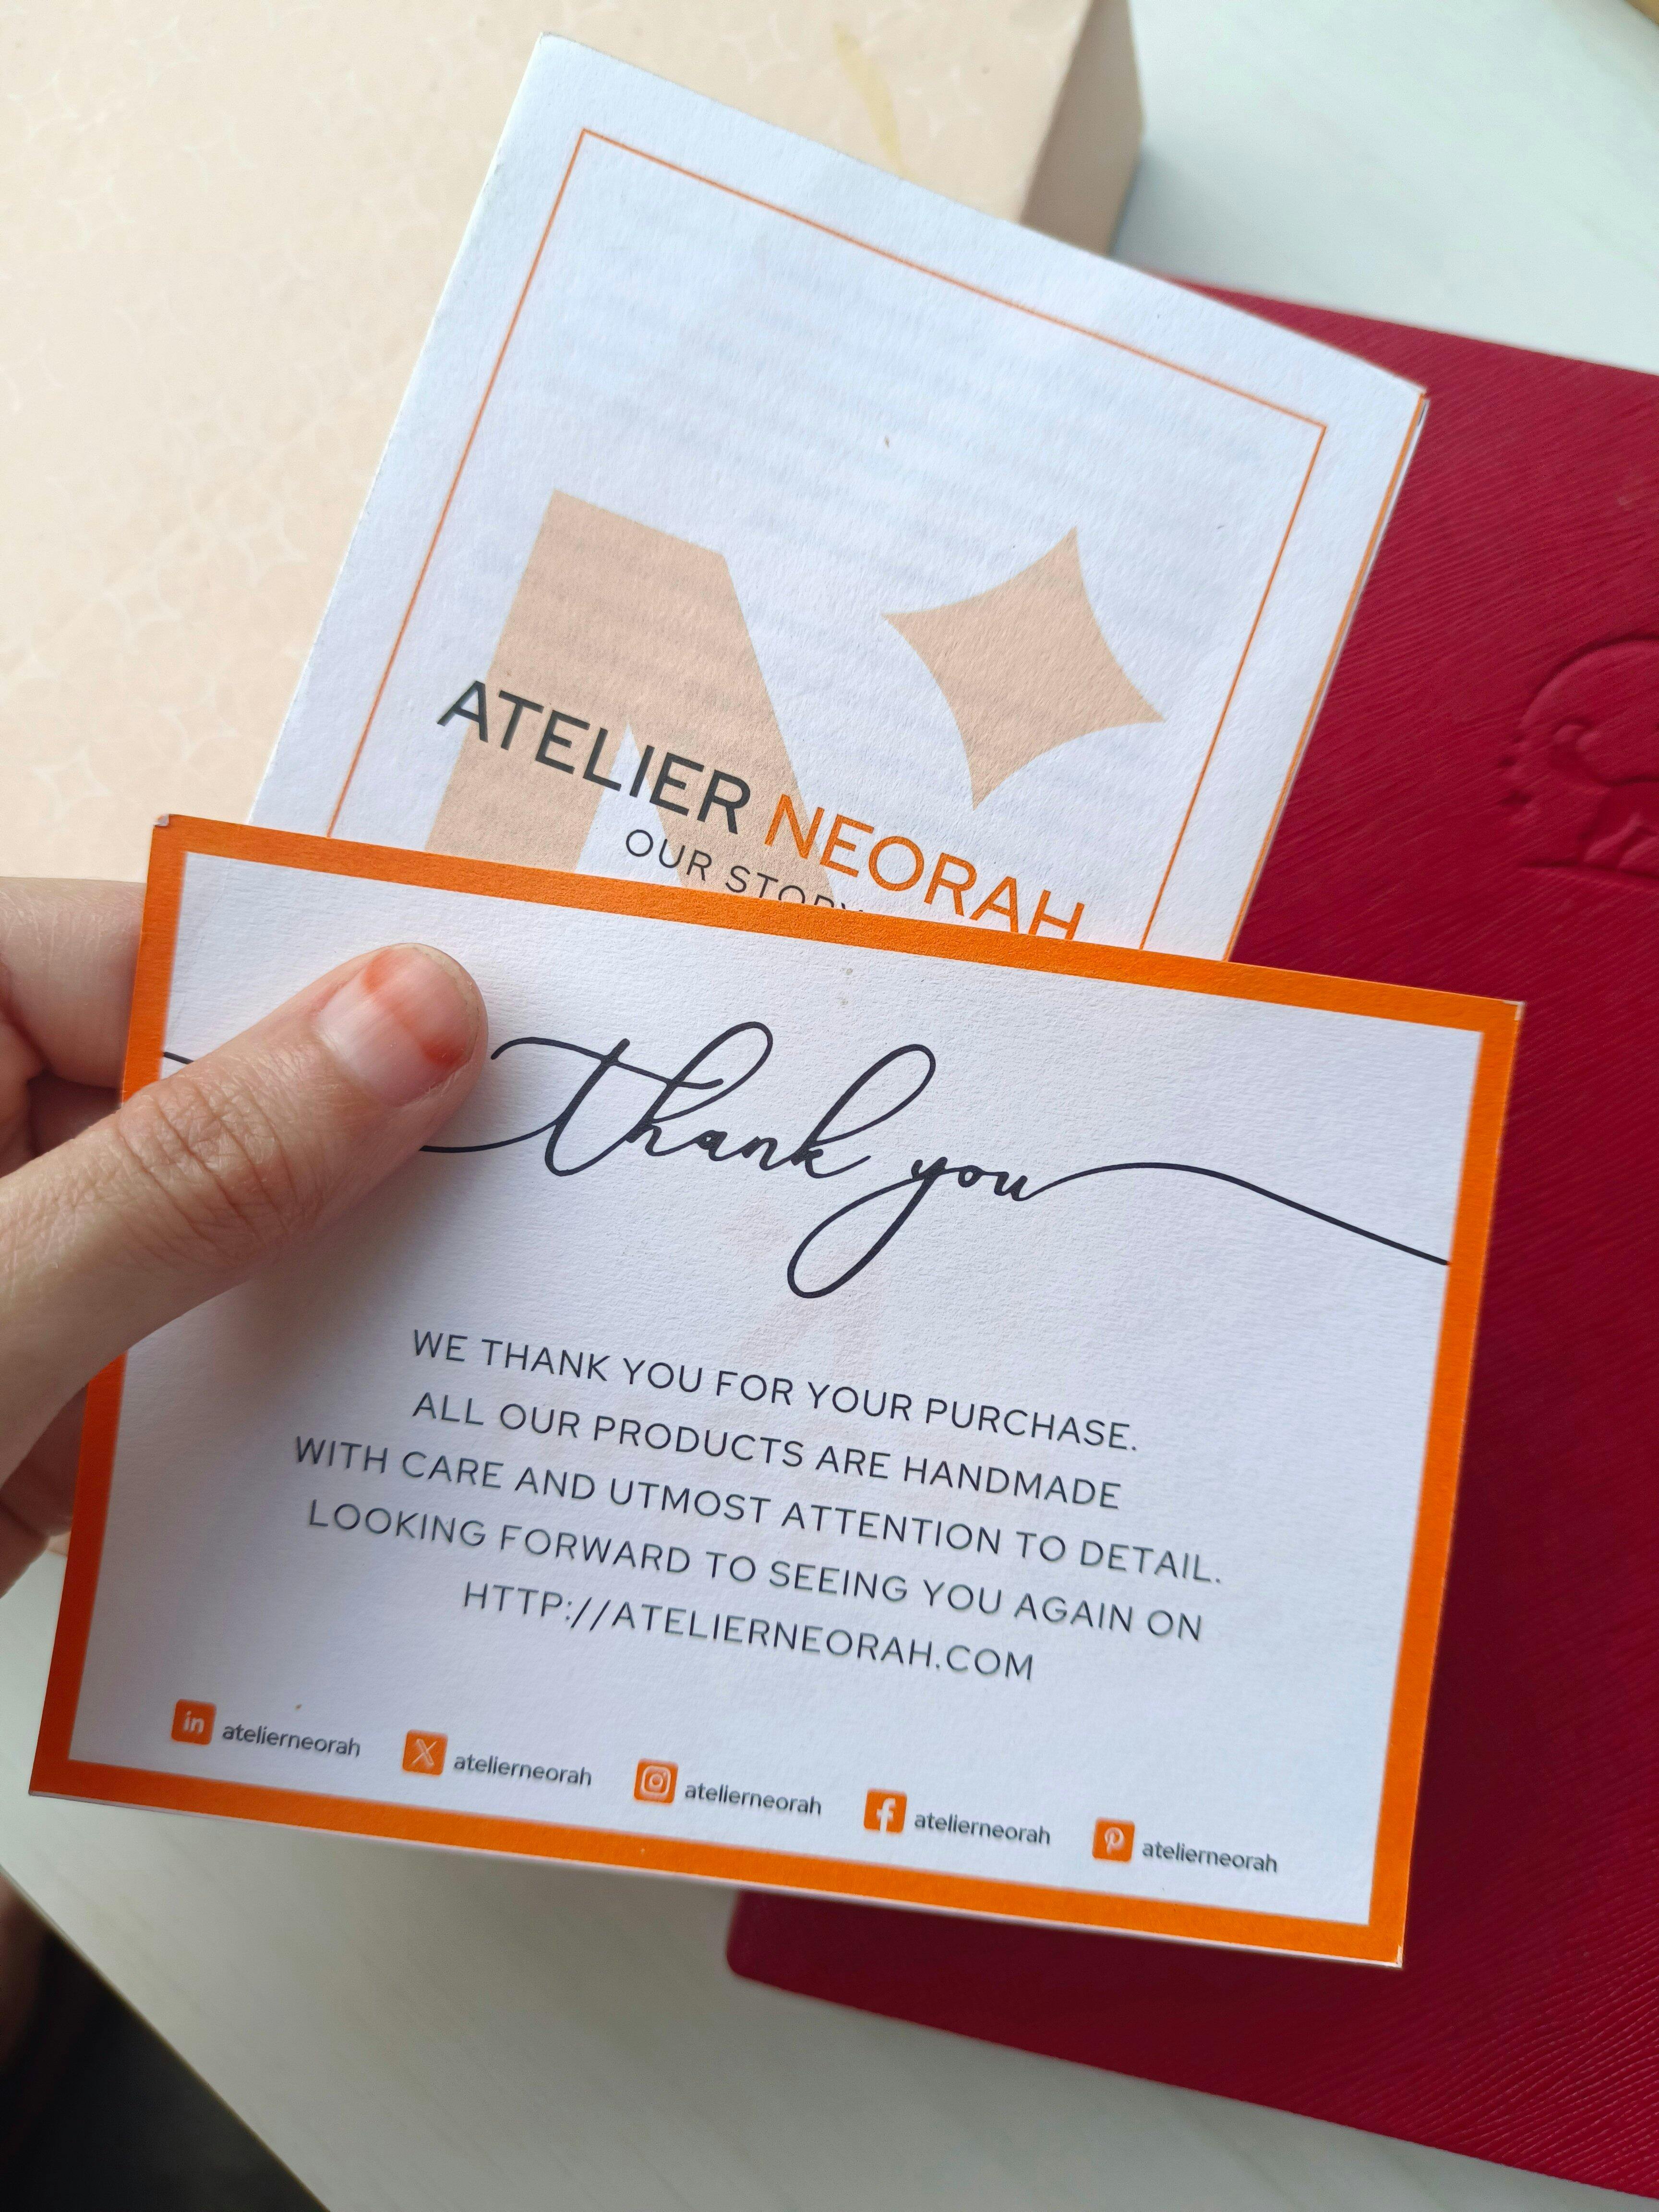 ATELIER NEORAH
OUR STORY
thank you
WE THANK YOU FOR YOUR PURCHASE.
ALL OUR PRODUCTS ARE HANDMADE
WITH CARE AND UTMOST ATTENTION TO DETAIL.
LOOKING FORWARD TO SEEING YOU AGAIN ON
HTTP://ATELIERNEORAH.COM
in atelierneorah X atelierneorah atelierneorah f atelierneorah P atelierneorah